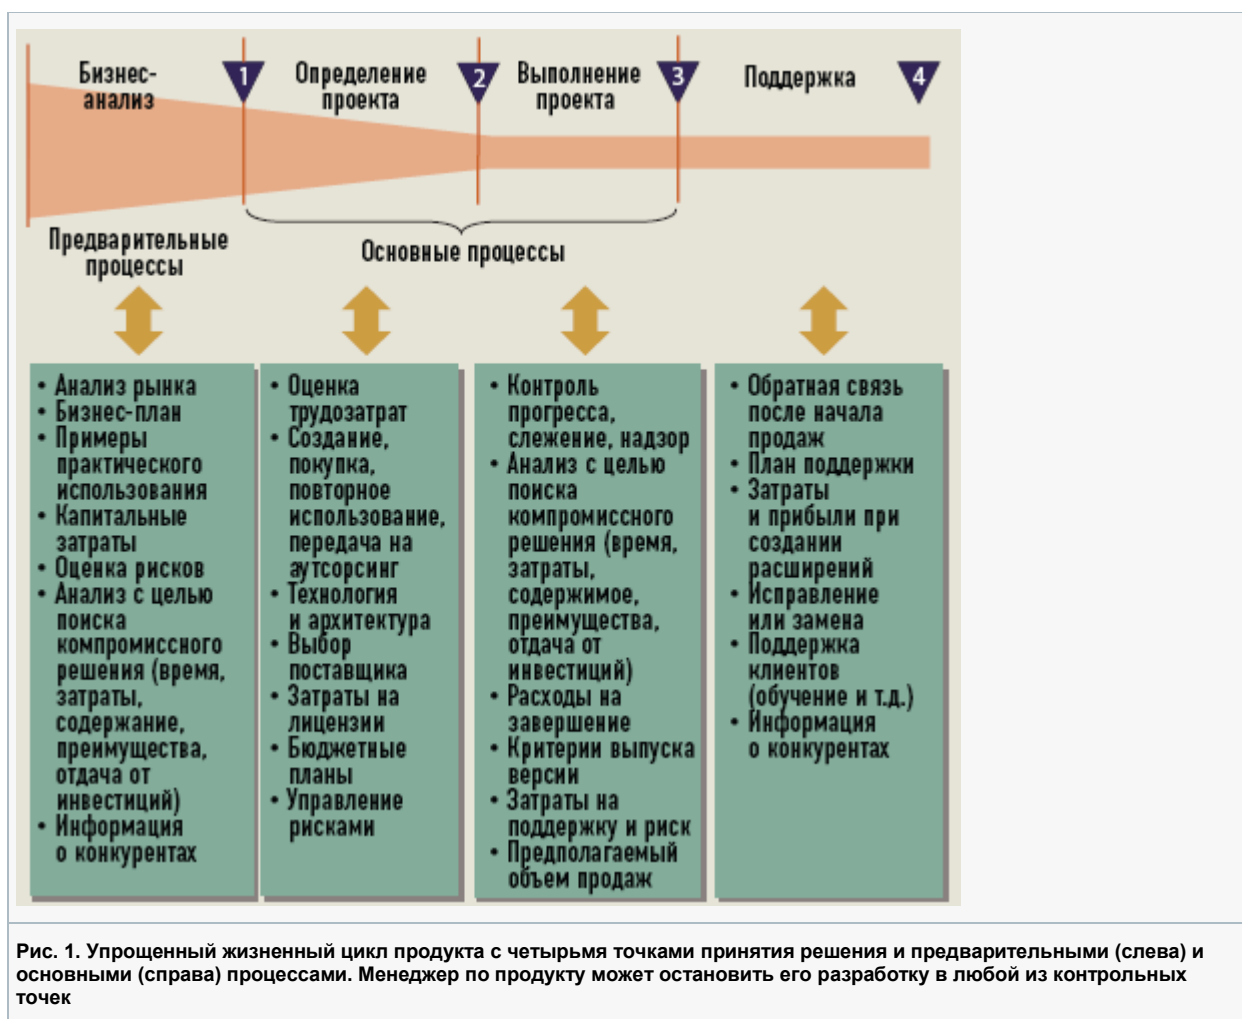 Бизнес-
анализ
1
Определение
проекта
2
Выполнение
проекта
3
Поддержка
4
Предварительные
процессы
Основные процессы
• Анализ рынка
• Бизнес-план
• Примеры
практического
использования
• Капитальные
затраты
• Оценка рисков
• Анализ с целью
поиска
компромиссного
решения (время,
затраты,
содержание,
преимущества,
отдача от
инвестиций)
• Информация
о конкурентах
• Оценка
трудозатрат
• Создание,
покупка,
повторное
использование,
передача на
аутсорсинг
• Технология
и архитектура
• Выбор
поставщика
• Затраты на
лицензии
• Бюджетные
планы
• Управление
рисками
• Контроль
прогресса,
слежение, надзор
• Анализ с целью
поиска
компромиссного
решения (время,
затраты,
содержимое,
преимущества,
отдача от
инвестиций)
• Расходы на
завершение
• Критерии выпуска
версии
• Затраты на
поддержку и риск
• Предполагаемый
объем продаж
• Обратная связь
после начала
продаж
• План поддержки
• Затраты
и прибыли при
создании
расширений
• Исправление
или замена
• Поддержка
клиентов
(обучение и т.д.)
• Информация
о конкурентах
Рис. 1. Упрощенный жизненный цикл продукта с четырьмя точками принятия решения и предварительными (слева) и
основными (справа) процессами. Менеджер по продукту может остановить его разработку в любой из контрольных
точек